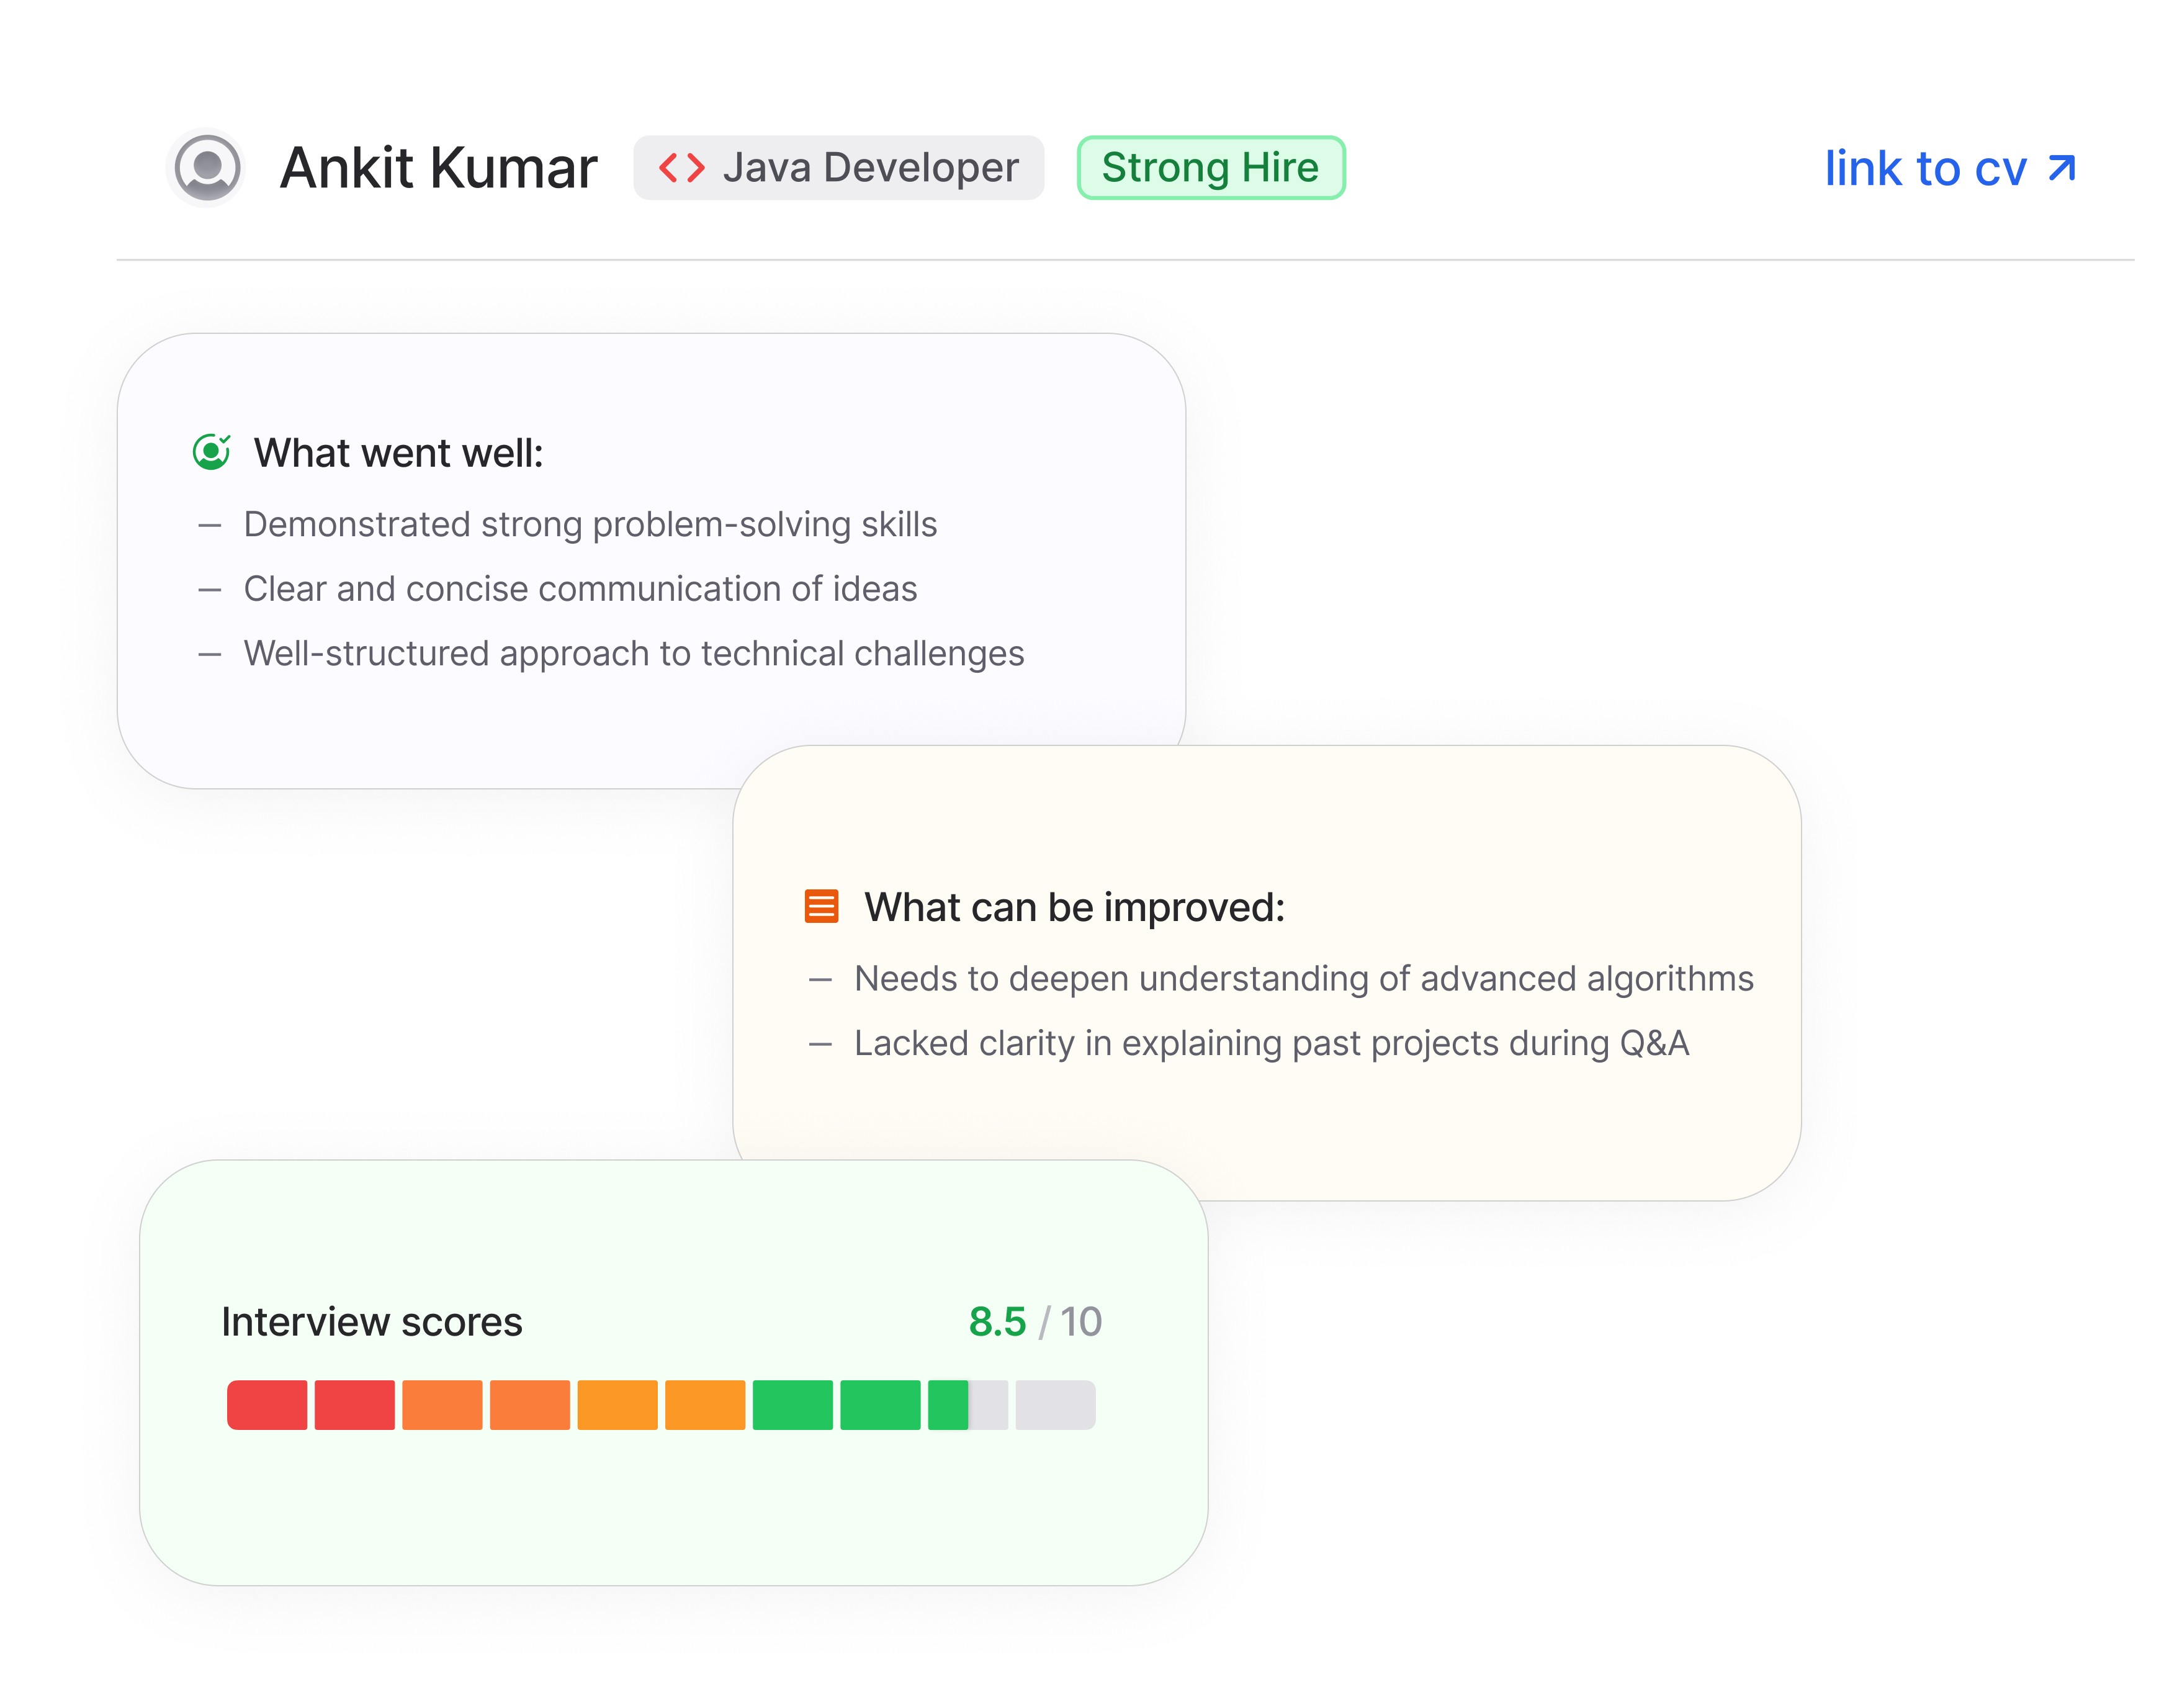 Ankit Kumar
Java Developer
Strong Hire
link to cv
What went well:
– Demonstrated strong problem-solving skills
– Clear and concise communication of ideas
– Well-structured approach to technical challenges
What can be improved:
– Needs to deepen understanding of advanced algorithms
– Lacked clarity in explaining past projects during Q&A
Interview scores
8.5 / 10